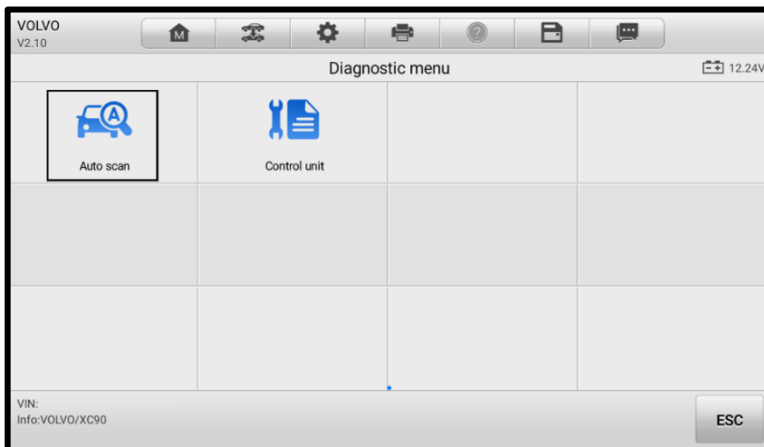 VOLVO
V2.10
M
Diagnostic menu
12.24V
A
Auto scan
Control unit
VIN:
Info:VOLVO/XC90
ESC